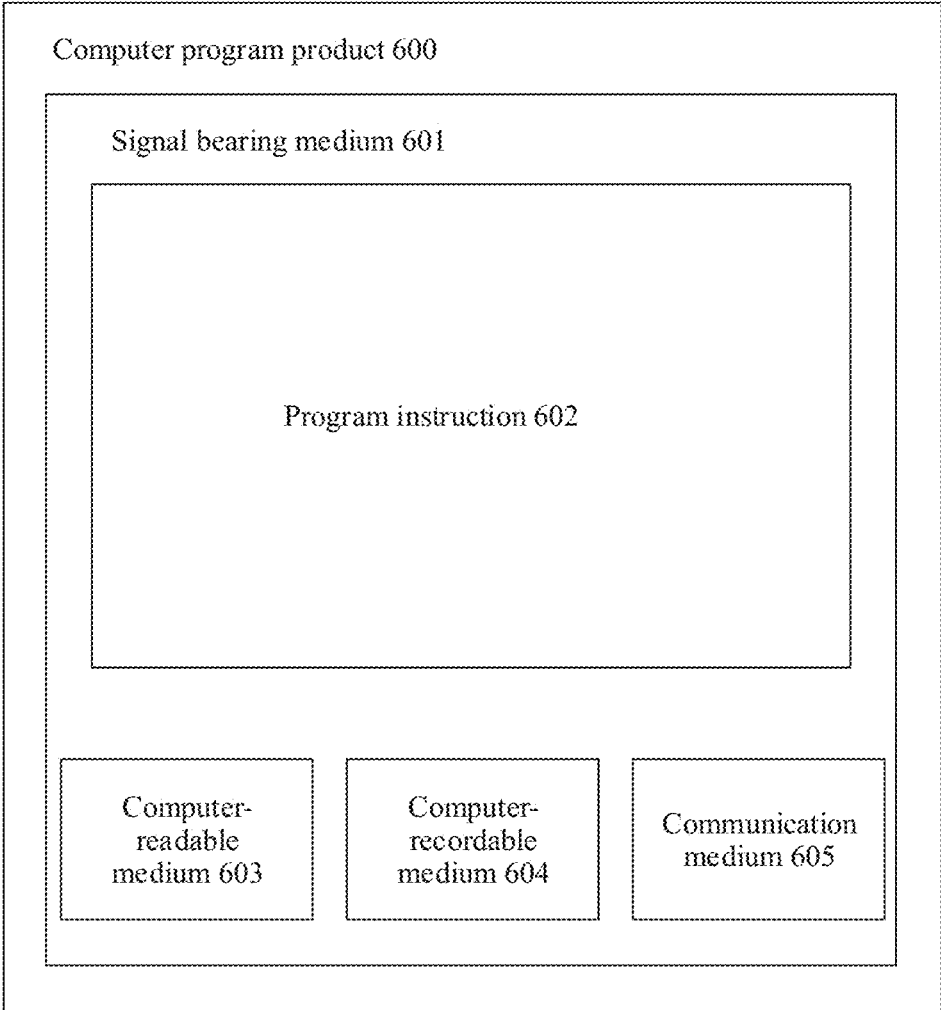 Computer program product 600
Signal bearing medium 601
Program instruction 602
Computer-
readable
medium 603
Computer-
recordable
medium 604
Communication
medium 605